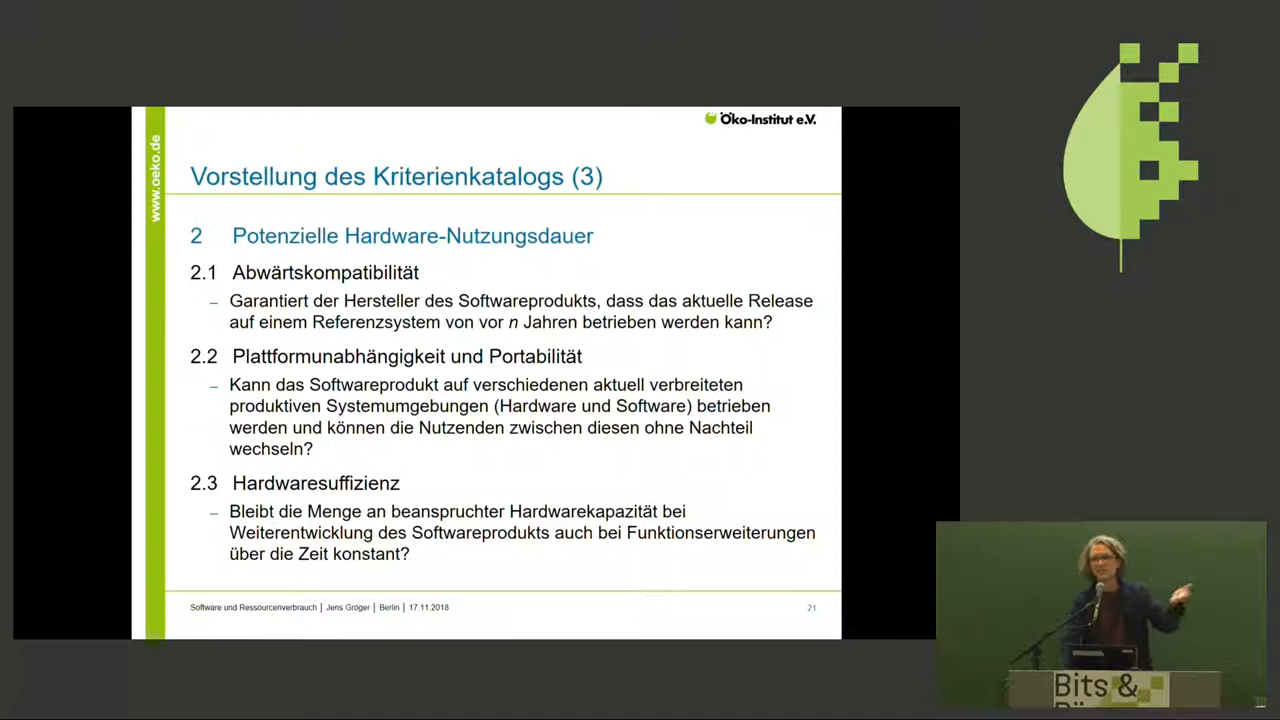 Öko-Institut e.V.
www.oeko.de
Vorstellung des Kriterienkatalogs (3)
2 Potenzielle Hardware-Nutzungsdauer
2.1 Abwärtskompatibilität
– Garantiert der Hersteller des Softwareprodukts, dass das aktuelle Release
auf einem Referenzsystem von vor n Jahren betrieben werden kann?
2.2 Plattformunabhängigkeit und Portabilität
– Kann das Softwareprodukt auf verschiedenen aktuell verbreiteten
produktiven Systemumgebungen (Hardware und Software) betrieben
werden und können die Nutzenden zwischen diesen ohne Nachteil
wechseln?
2.3 Hardwaresuffizienz
– Bleibt die Menge an beanspruchter Hardwarekapazität bei
Weiterentwicklung des Softwareprodukts auch bei Funktionserweiterungen
über die Zeit konstant?
Software und Ressourcenverbrauch | Jens Gröger | Berlin | 17.11.2018
21
Bits &